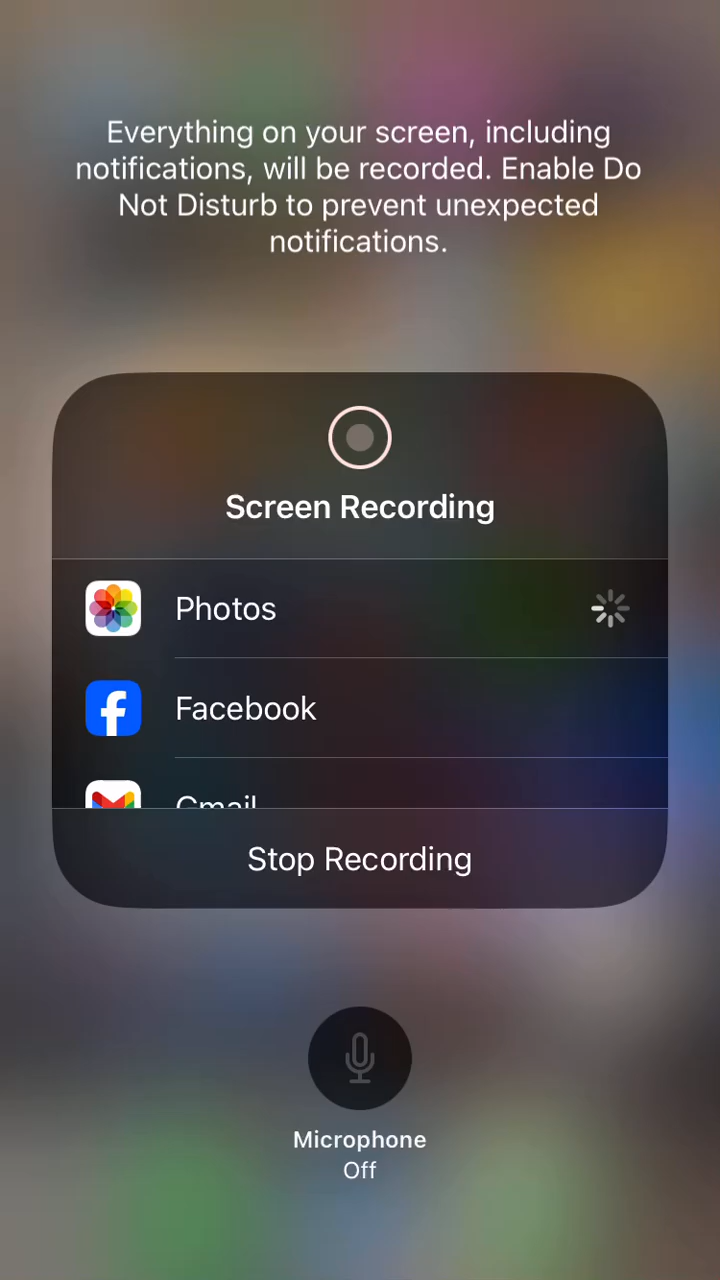 Everything on your screen, including
notifications, will be recorded. Enable Do
Not Disturb to prevent unexpected
notifications.
Screen Recording
Photos
Facebook
Gmail
Stop Recording
Microphone
Off